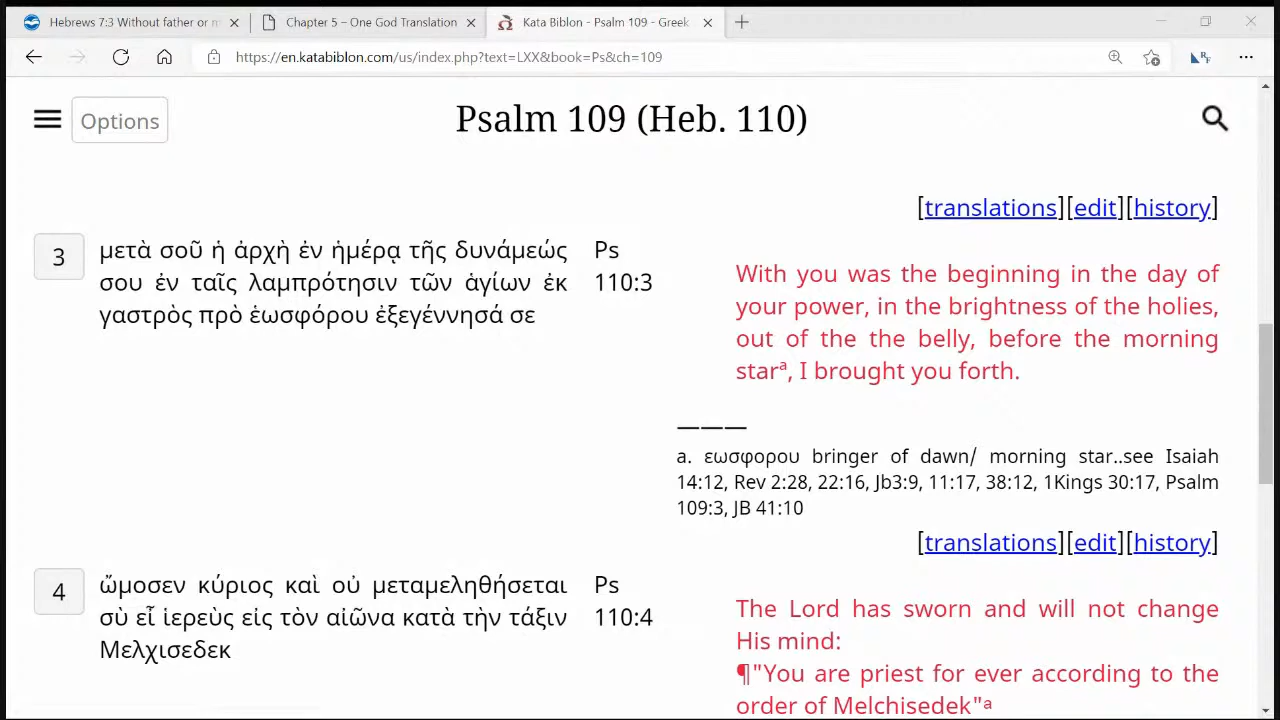 Hebrews 7:3 Without father or m
Chapter 5 – One God Translation
Kata Biblon - Psalm 109 - Greek
https://en.katabiblon.com/us/index.php?text=LXX&book=Ps&ch=109
Options
Psalm 109 (Heb. 110)
[translations][edit][history]
3
μετὰ σοῦ ἡ ἀρχὴ ἐν ἡμέρᾳ τῆς δυνάμεώς
σου ἐν ταῖς λαμπρότησιν τῶν ἁγίων ἐκ
γαστρὸς πρὸ ἑωσφόρου ἐξεγέννησά σε
Ps
110:3
With you was the beginning in the day of
your power, in the brightness of the holies,
out of the the belly, before the morning
starᵃ, I brought you forth.
———
a. εωσφορου bringer of dawn/ morning star..see Isaiah
14:12, Rev 2:28, 22:16, Jb3:9, 11:17, 38:12, 1Kings 30:17, Psalm
109:3, JB 41:10
[translations][edit][history]
4
ὤμοσεν κύριος καὶ οὐ μεταμεληθήσεται
σὺ εἶ ἱερεὺς εἰς τὸν αἰῶνα κατὰ τὴν τάξιν
Μελχισεδεκ
Ps
110:4
The Lord has sworn and will not change
His mind:
¶"You are priest for ever according to the
order of Melchisedek"ᵃ